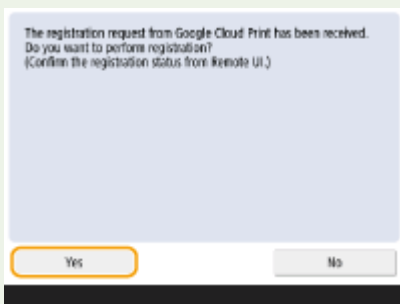 The registration request from Google Cloud Print has been received.
Do you want to perform registration?
(Confirm the registration status from Remote UI.)
Yes
No